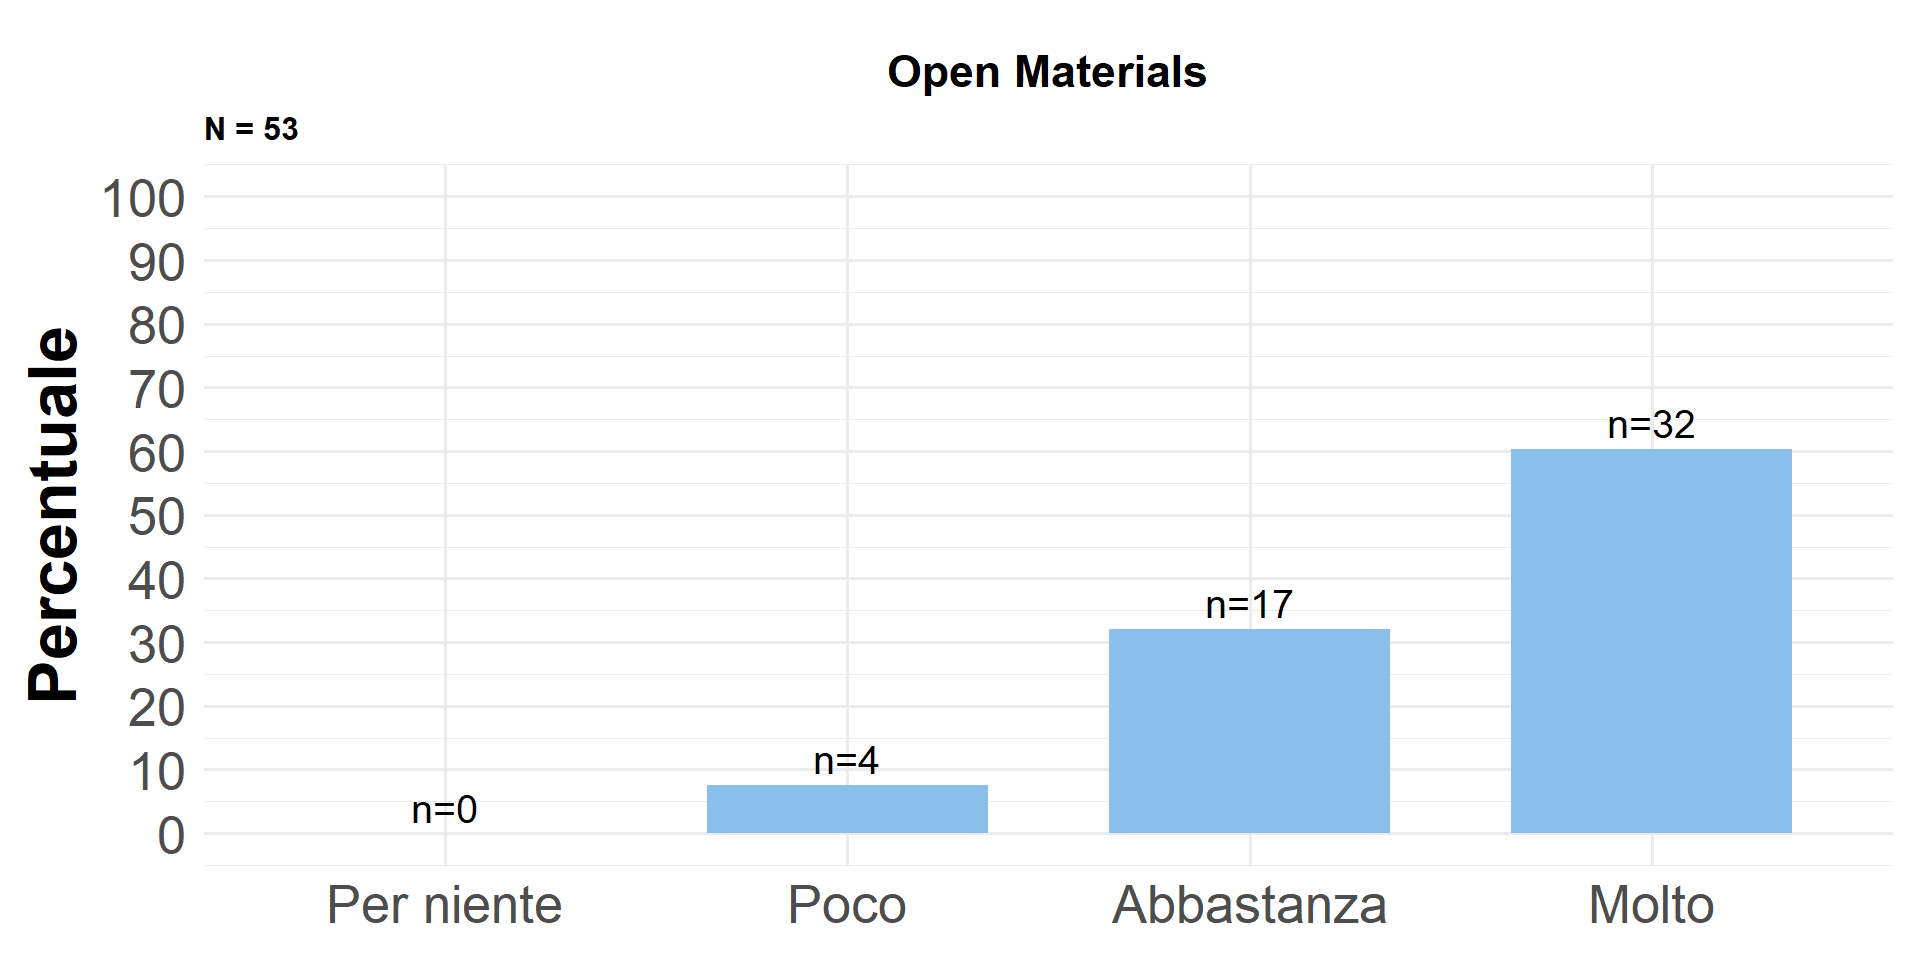 Open Materials
N = 53
Percentuale
100
90
80
70
60
50
40
30
20
10
0
n=0
n=4
n=17
n=32
Per niente
Poco
Abbastanza
Molto